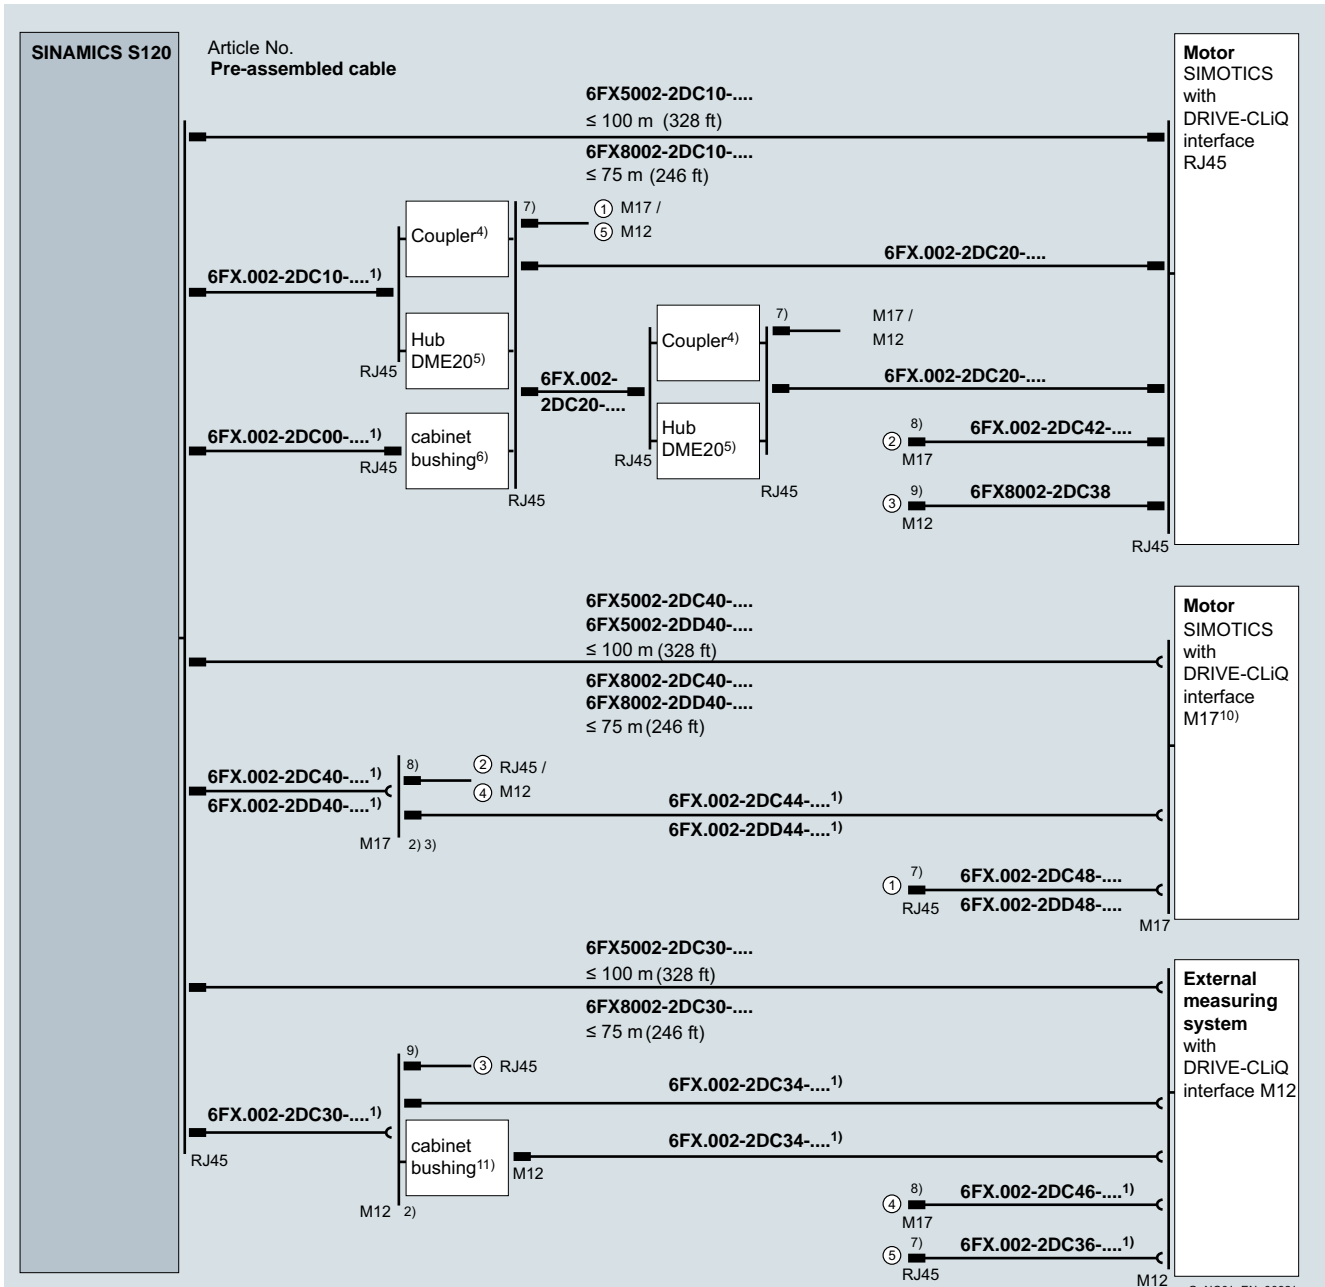 SINAMICS S120
Article No.
Pre-assembled cable
6FX5002-2DC10-....
≤ 100 m (328 ft)
6FX8002-2DC10-....
≤ 75 m (246 ft)
Motor
SIMOTICS
with
DRIVE-CLiQ
interface
RJ45
Coupler4)
7)
① M17 /
⑤ M12
6FX.002-2DC20-....
6FX.002-2DC10-....1)
Hub
DME205)
RJ45
Coupler4)
7)
M17 /
M12
6FX.002-
2DC20-....
6FX.002-2DC20-....
6FX.002-2DC00-....1)
RJ45
cabinet
bushing6)
RJ45
Hub
DME205)
RJ45
RJ45
8)
② 6FX.002-2DC42-....
M17
9)
③ 6FX8002-2DC38
M12
RJ45
6FX5002-2DC40-....
6FX5002-2DD40-....
≤ 100 m (328 ft)
6FX8002-2DC40-....
6FX8002-2DD40-....
≤ 75 m (246 ft)
Motor
SIMOTICS
with
DRIVE-CLiQ
interface
M1710)
6FX.002-2DC40-....1)
6FX.002-2DD40-....1)
8)
② RJ45 /
④ M12
M17 2) 3)
6FX.002-2DC44-....1)
6FX.002-2DD44-....1)
7)
① 6FX.002-2DC48-....
RJ45 6FX.002-2DD48-....
M17
6FX5002-2DC30-....
≤ 100 m (328 ft)
6FX8002-2DC30-....
≤ 75 m (246 ft)
External
measuring
system
with
DRIVE-CLiQ
interface M12
9)
③ RJ45
6FX.002-2DC34-....1)
6FX.002-2DC30-....1)
RJ45
cabinet
bushing11)
M12
6FX.002-2DC34-....1)
M12 2)
8)
④ 6FX.002-2DC46-....1)
M17
7)
⑤ 6FX.002-2DC36-....1)
RJ45
M12